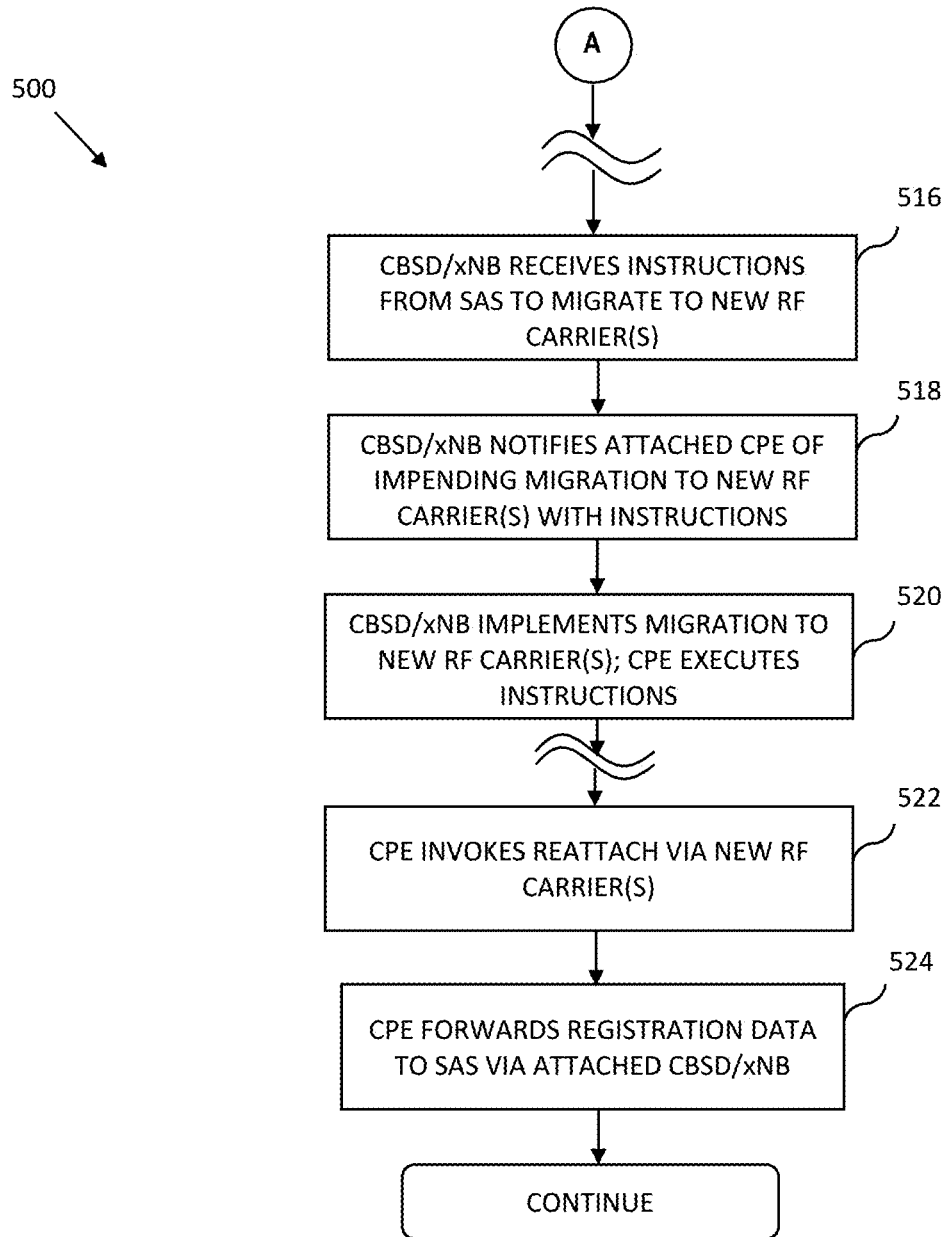 A
500
516
CBSD/xNB RECEIVES INSTRUCTIONS
FROM SAS TO MIGRATE TO NEW RF
CARRIER(S)
518
CBSD/xNB NOTIFIES ATTACHED CPE OF
IMPENDING MIGRATION TO NEW RF
CARRIER(S) WITH INSTRUCTIONS
520
CBSD/xNB IMPLEMENTS MIGRATION TO
NEW RF CARRIER(S); CPE EXECUTES
INSTRUCTIONS
522
CPE INVOKES REATTACH VIA NEW RF
CARRIER(S)
524
CPE FORWARDS REGISTRATION DATA
TO SAS VIA ATTACHED CBSD/xNB
CONTINUE